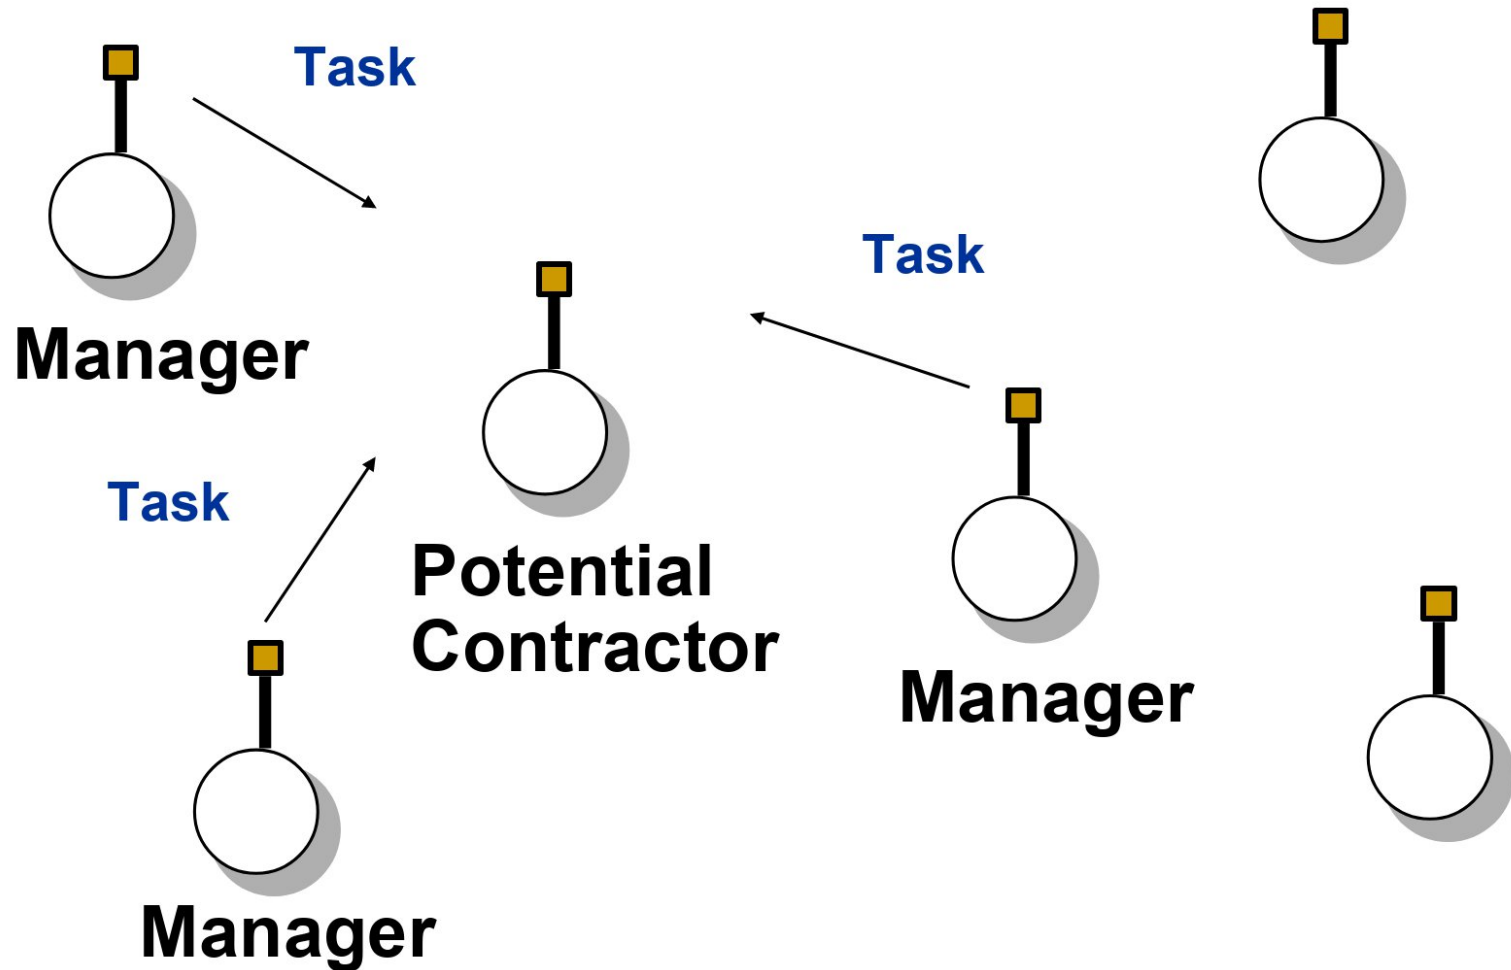 Task
Manager
Task
Task
Potential
Contractor
Manager
Manager